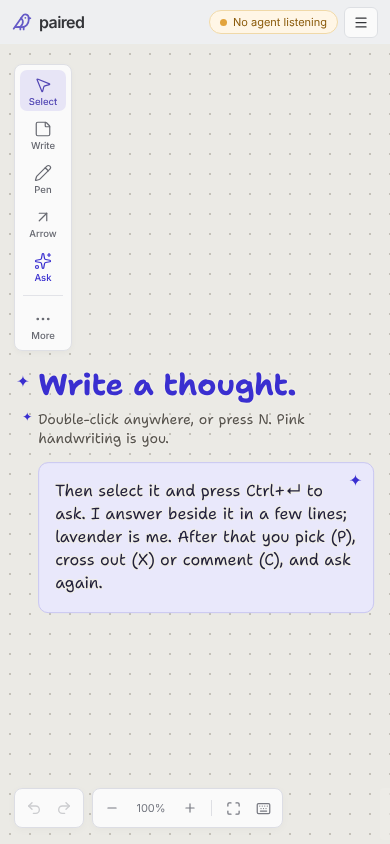 paired
No agent listening
Select
Write
Pen
Arrow
Ask
More
Write a thought.
Double-click anywhere, or press N. Pink
handwriting is you.
Then select it and press Ctrl+↵ to
ask. I answer beside it in a few lines;
lavender is me. After that you pick (P),
cross out (X) or comment (C), and ask
again.
100%